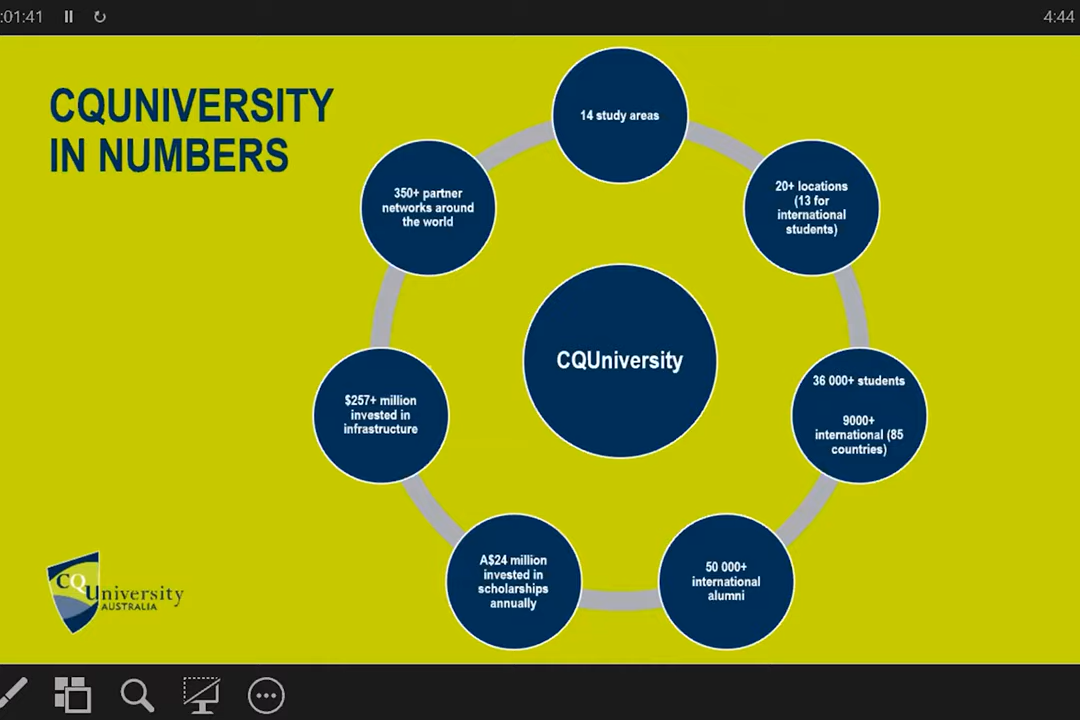 :01:41
4:44
CQUNIVERSITY
IN NUMBERS
14 study areas
20+ locations
(13 for
international
students)
36 000+ students
9000+
international (85
countries)
50 000+
international
alumni
A$24 million
invested in
scholarships
annually
$257+ million
invested in
infrastructure
350+ partner
networks around
the world
CQUniversity
CQUniversity
AUSTRALIA